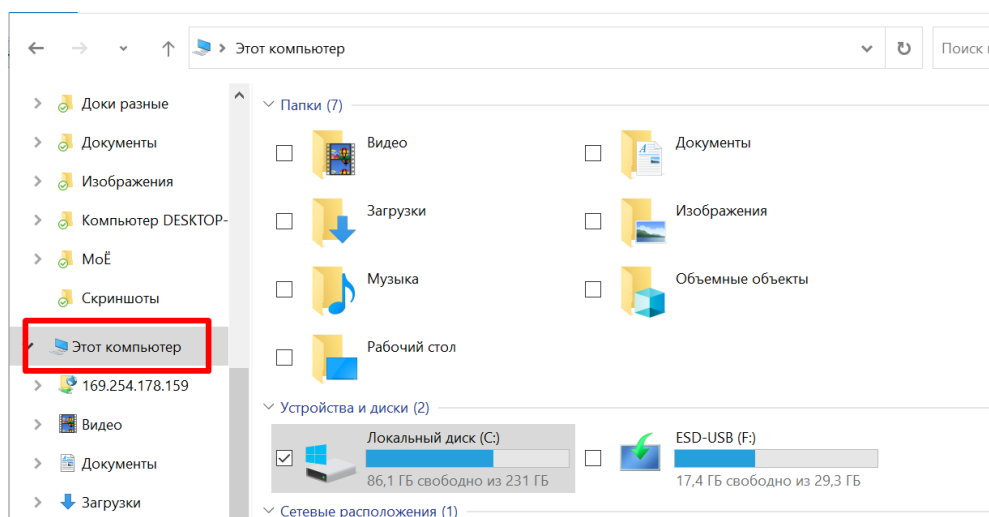 Этот компьютер
Поиск
Доки разные
Документы
Изображения
Компьютер DESKTOP-
МоЁ
Скриншоты
Этот компьютер
169.254.178.159
Видео
Документы
Загрузки
Папки (7)
Видео
Документы
Загрузки
Изображения
Музыка
Объемные объекты
Рабочий стол
Устройства и диски (2)
Локальный диск (C:)
86,1 ГБ свободно из 231 ГБ
ESD-USB (F:)
17,4 ГБ свободно из 29,3 ГБ
Сетевые расположения (1)